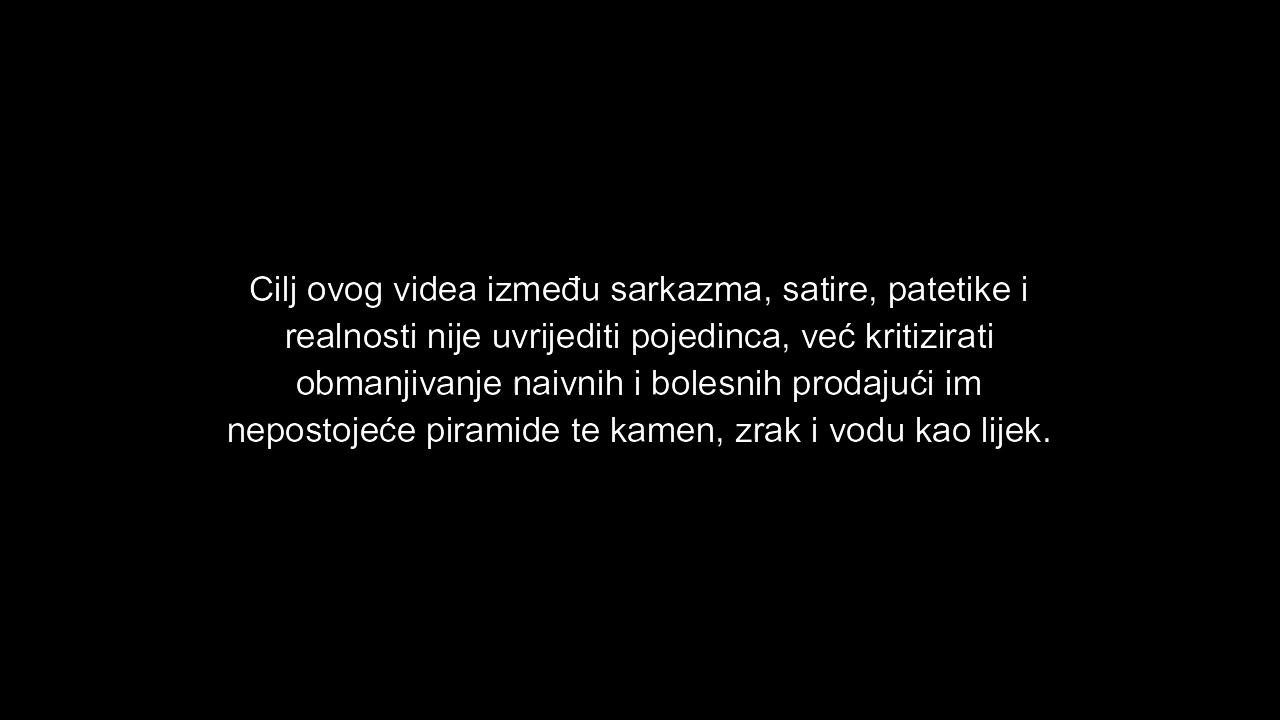 Cilj ovog videa između sarkazma, satire, patetike i
realnosti nije uvrijediti pojedinca, već kritizirati
obmanjivanje naivnih i bolesnih prodajući im
nepostojeće piramide te kamen, zrak i vodu kao lijek.